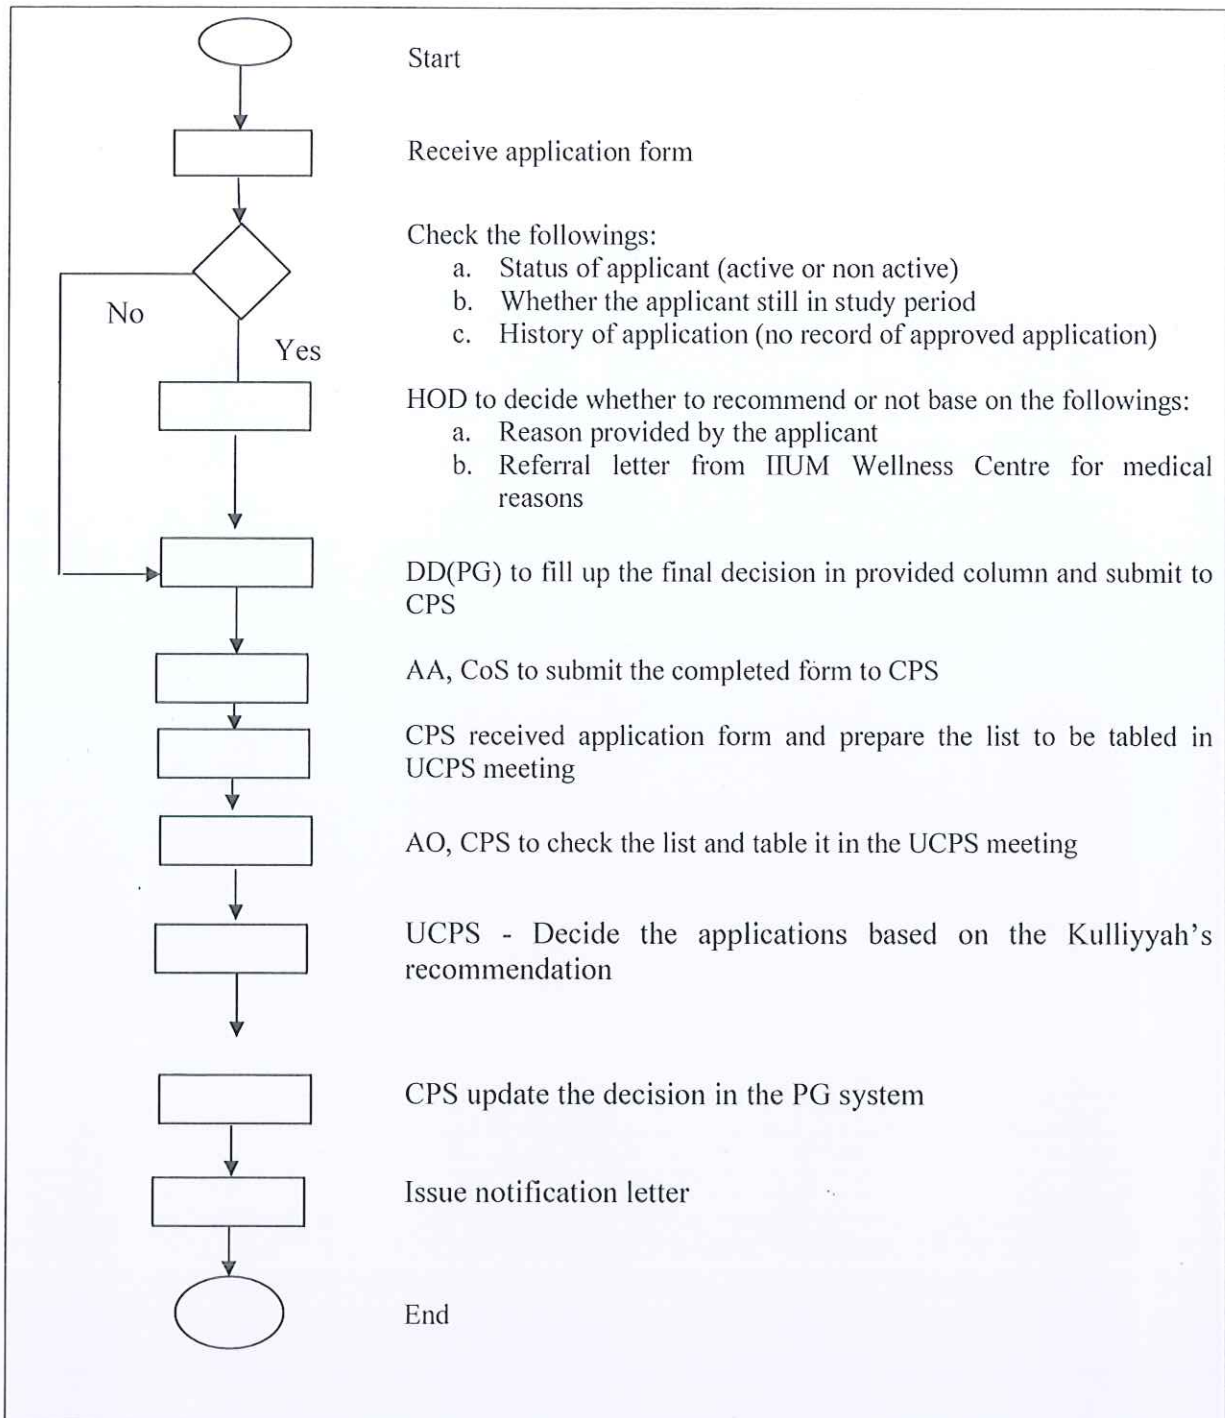 Start
Receive application form
Check the followings:
a. Status of applicant (active or non active)
b. Whether the applicant still in study period
c. History of application (no record of approved application)
No
Yes
HOD to decide whether to recommend or not base on the followings:
a. Reason provided by the applicant
b. Referral letter from IIUM Wellness Centre for medical
reasons
DD(PG) to fill up the final decision in provided column and submit to
CPS
AA, CoS to submit the completed form to CPS
CPS received application form and prepare the list to be tabled in
UCPS meeting
AO, CPS to check the list and table it in the UCPS meeting
UCPS - Decide the applications based on the Kulliyyah's
recommendation
CPS update the decision in the PG system
Issue notification letter
End